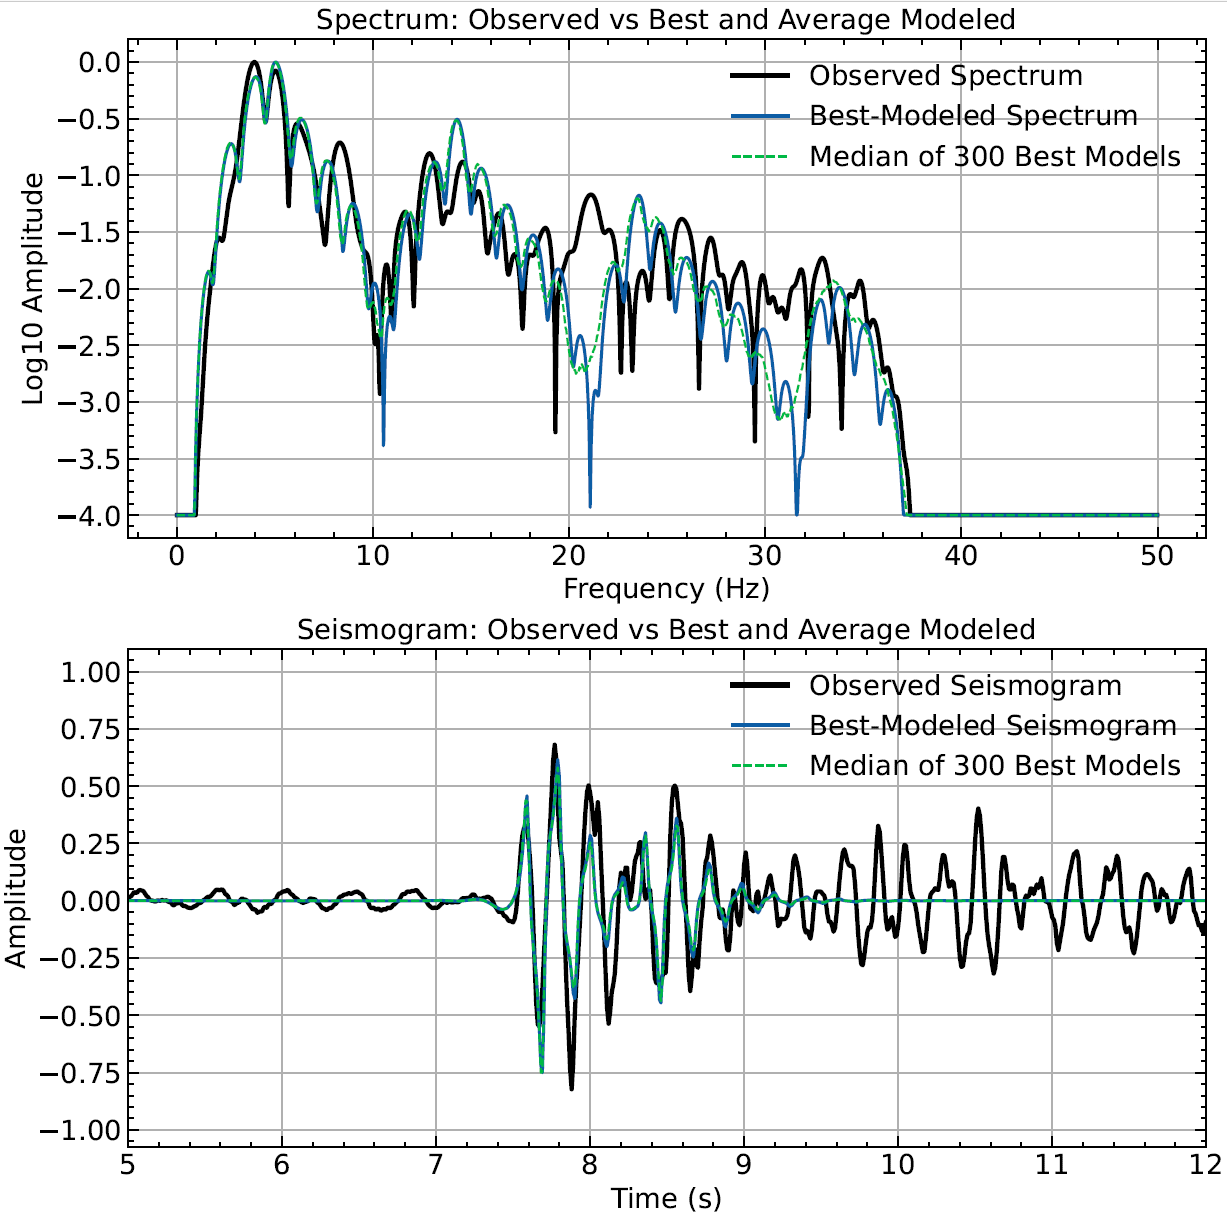 Spectrum: Observed vs Best and Average Modeled
Log10 Amplitude
0.0
−0.5
−1.0
−1.5
−2.0
−2.5
−3.0
−3.5
−4.0
Observed Spectrum
Best-Modeled Spectrum
Median of 300 Best Models
0 10 20 30 40 50
Frequency (Hz)
Seismogram: Observed vs Best and Average Modeled
Amplitude
1.00
0.75
0.50
0.25
0.00
−0.25
−0.50
−0.75
−1.00
Observed Seismogram
Best-Modeled Seismogram
Median of 300 Best Models
5 6 7 8 9 10 11 12
Time (s)